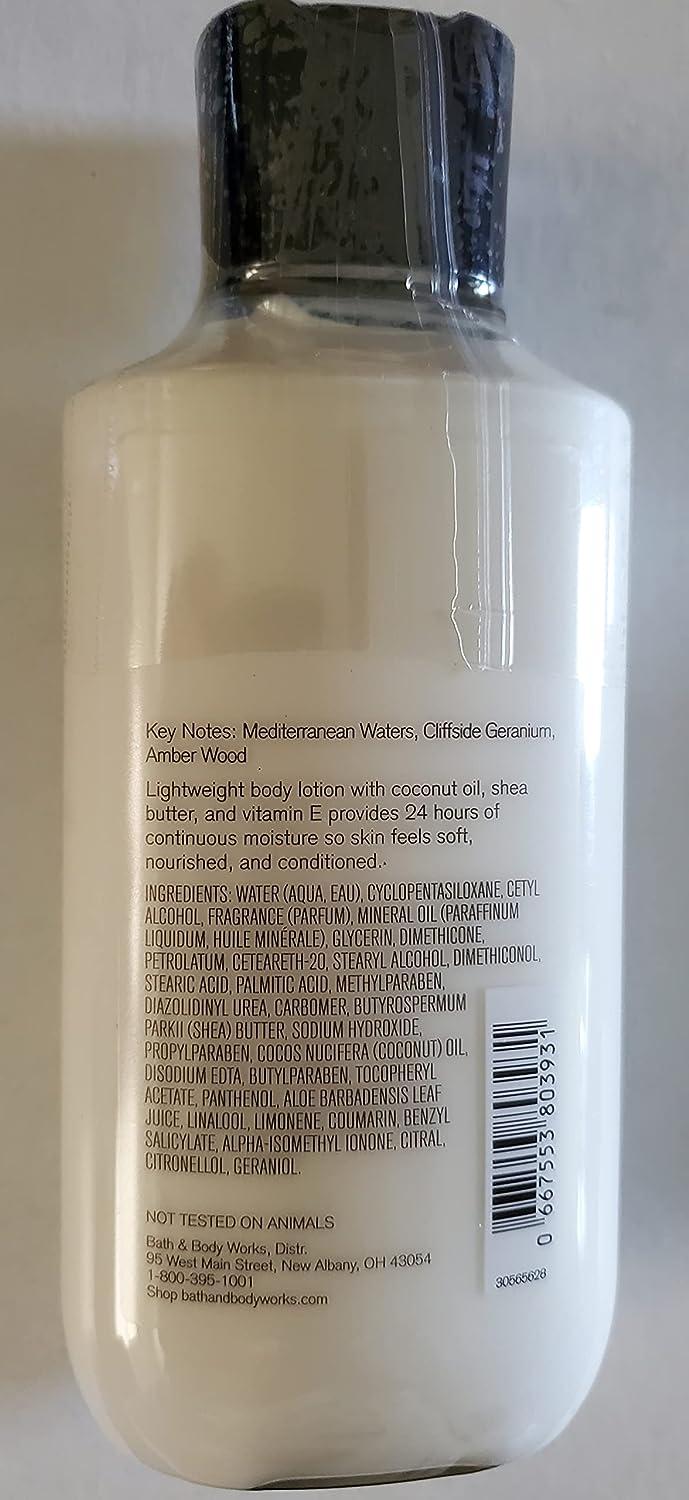 Key Notes: Mediterranean Waters, Cliffside Geranium,
Amber Wood
Lightweight body lotion with coconut oil, shea
butter, and vitamin E provides 24 hours of
continuous moisture so skin feels soft,
nourished, and conditioned.
INGREDIENTS: WATER (AQUA, EAU), CYCLOPENTASILOXANE, CETYL
ALCOHOL, FRAGRANCE (PARFUM), MINERAL OIL (PARAFFINUM
LIQUIDUM, HUILE MINÉRALE), GLYCERIN, DIMETHICONE,
PETROLATUM, CETEARETH-20, STEARYL ALCOHOL, DIMETHICONOL,
STEARIC ACID, PALMITIC ACID, METHYLPARABEN,
DIAZOLIDINYL UREA, CARBOMER, BUTYROSPERMUM
PARKII (SHEA) BUTTER, SODIUM HYDROXIDE,
PROPYLPARABEN, COCOS NUCIFERA (COCONUT) OIL,
DISODIUM EDTA, BUTYLPARABEN, TOCOPHERYL
ACETATE, PANTHENOL, ALOE BARBADENSIS LEAF
JUICE, LINALOOL, LIMONENE, COUMARIN, BENZYL
SALICYLATE, ALPHA-ISOMETHYL IONONE, CITRAL,
CITRONELLOL, GERANIOL.
NOT TESTED ON ANIMALS
Bath & Body Works, Distr.
95 West Main Street, New Albany, OH 43054
1-800-395-1001
Shop bathandbodyworks.com
0 667553 803931
30565628